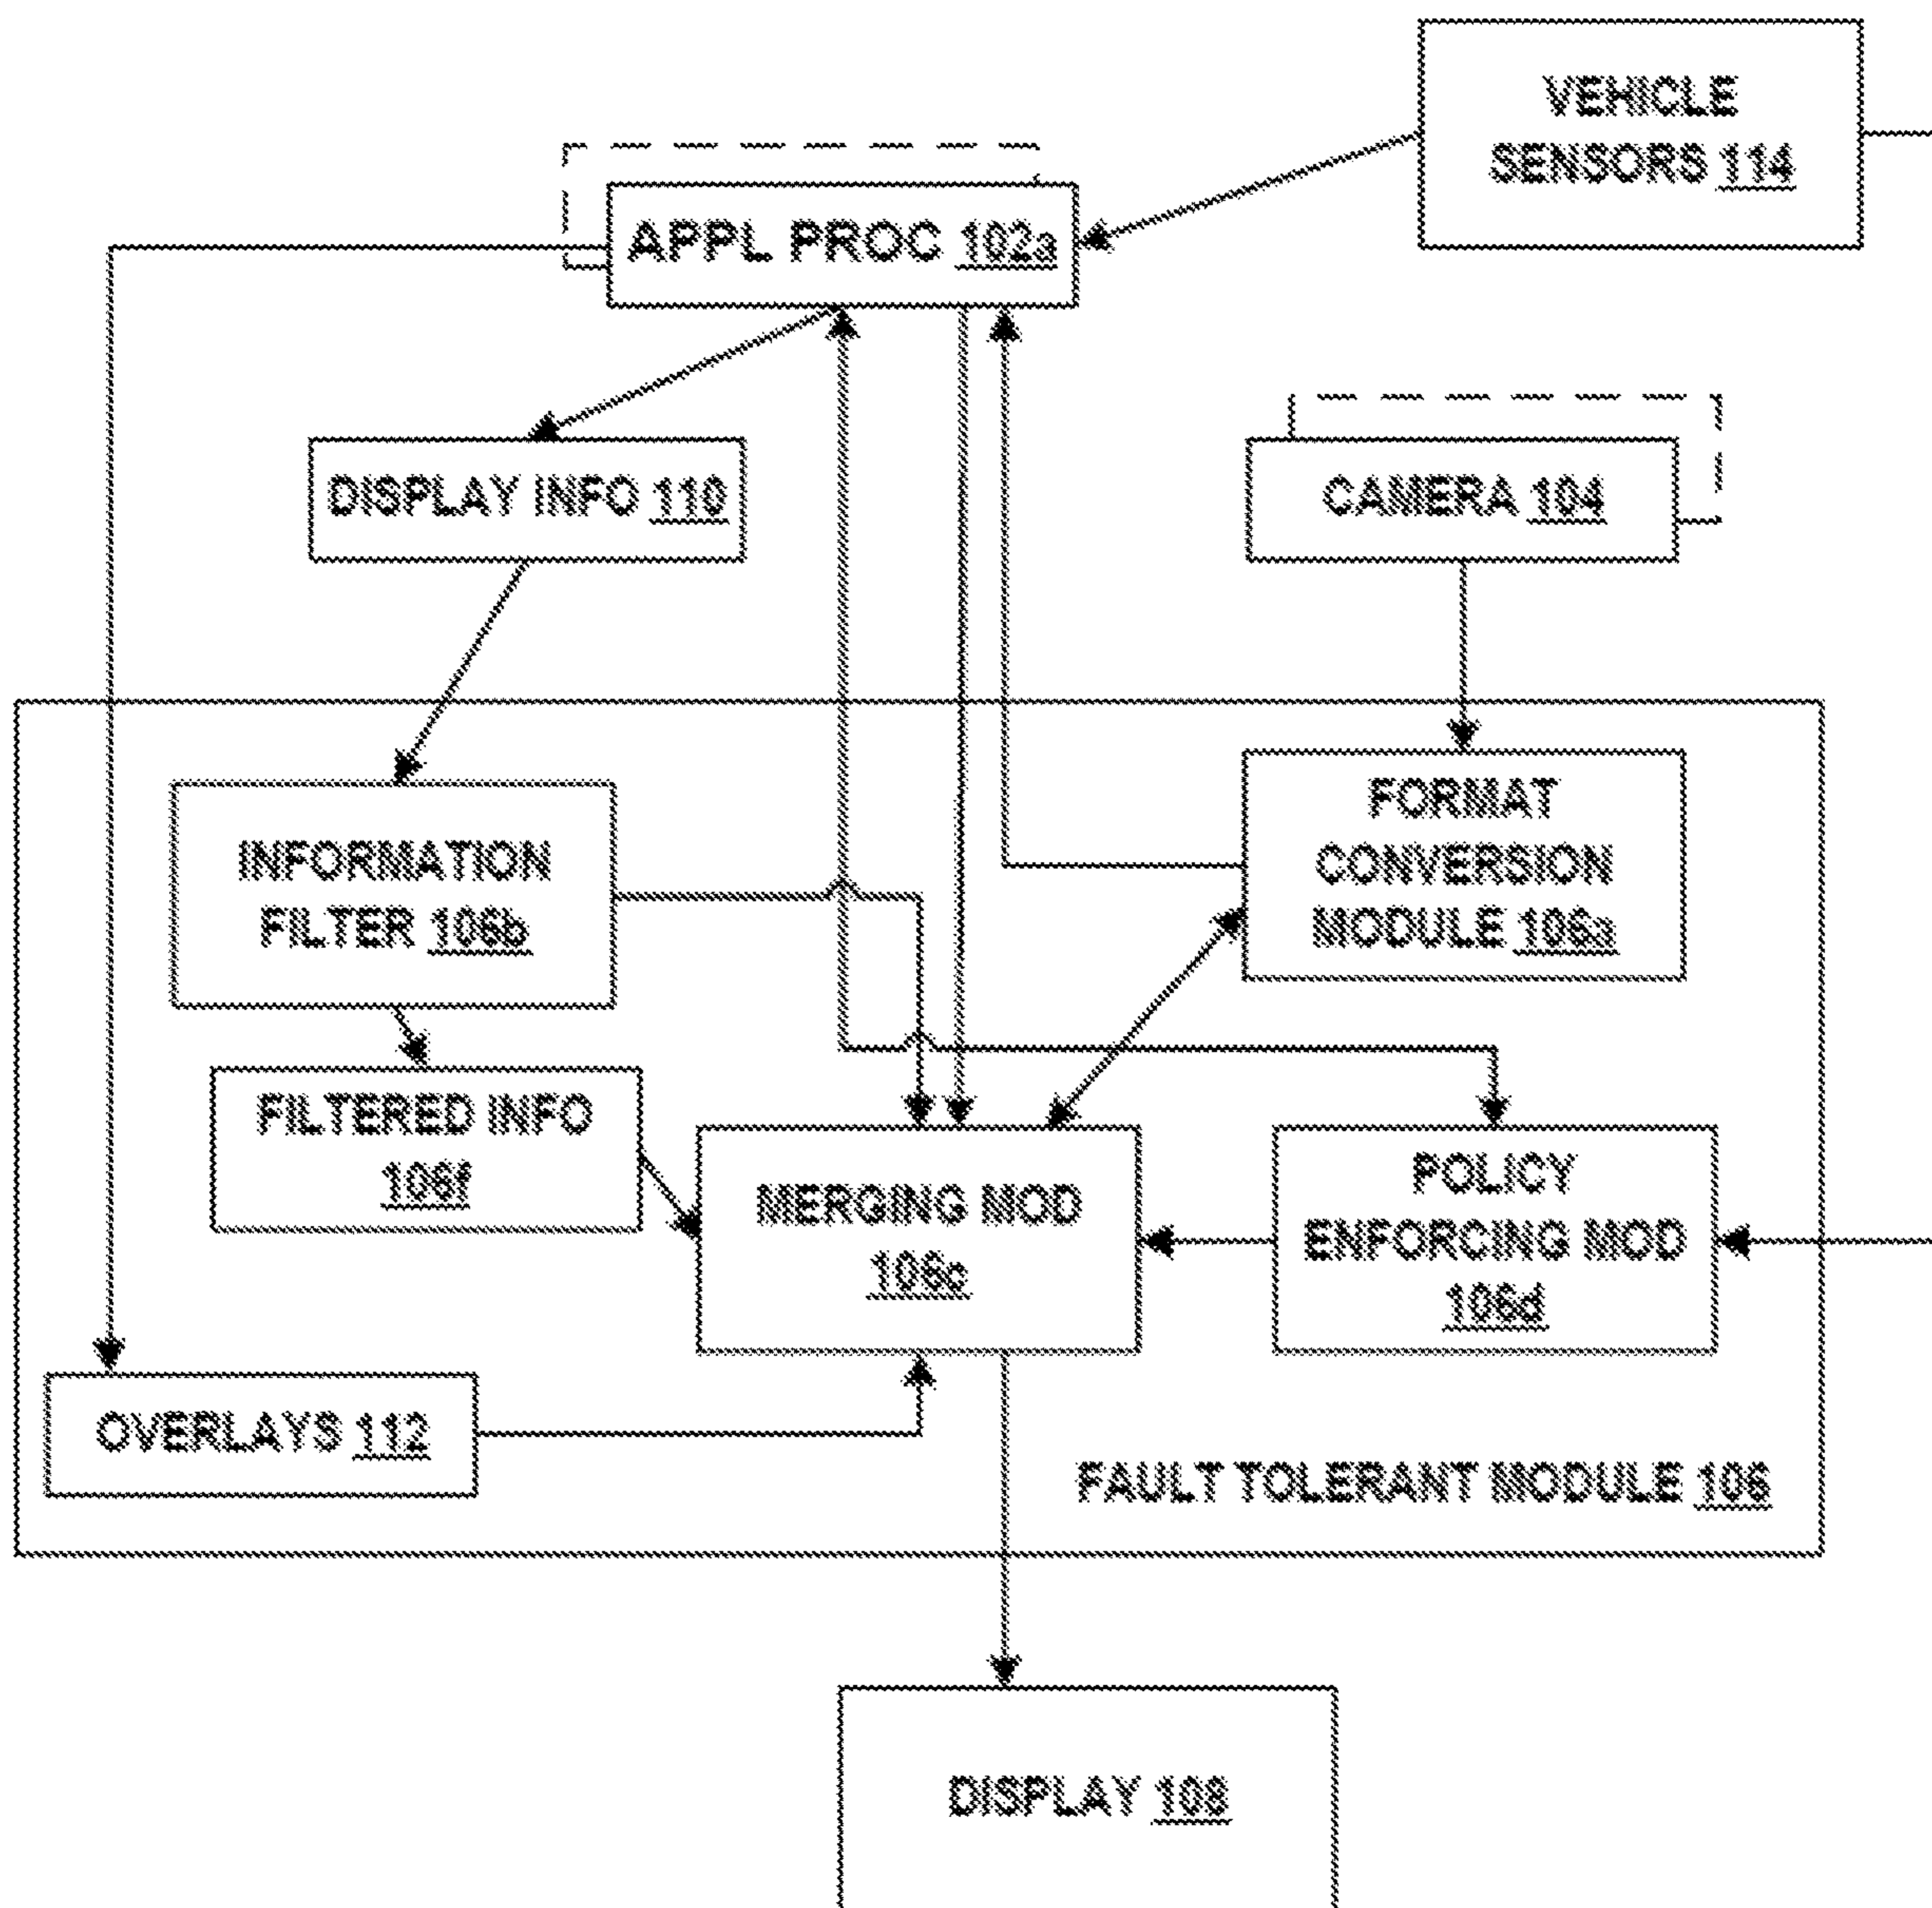 VEHICLE
SENSORS 114
APPL PROC 102a
DISPLAY INFO 110
CAMERA 104
FORMAT
CONVERSION
MODULE 106a
INFORMATION
FILTER 106b
FILTERED INFO
106f
MERGING MOD
106c
POLICY
ENFORCING MOD
106d
OVERLAYS 112
FAULT TOLERANT MODULE 106
DISPLAY 108